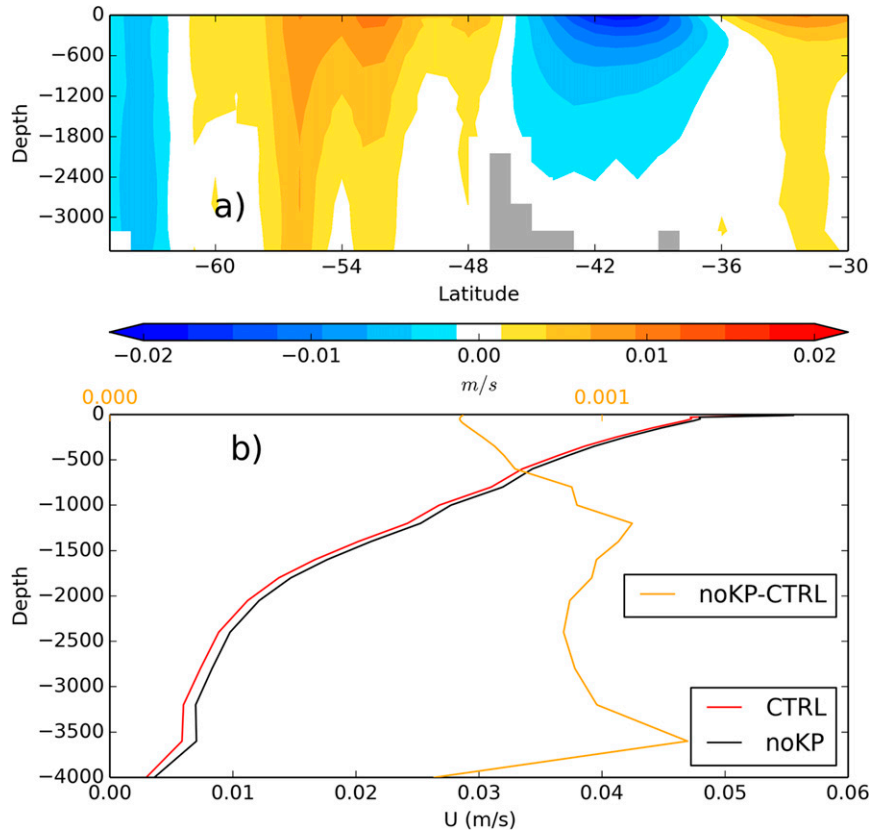 0
−600
−1200
−1800
−2400
−3000
Depth
a)
−60 −54 −48 −42 −36 −30
Latitude
−0.02 −0.01 0.00 0.01 0.02
m/s
0.000 0.001
0
−500
−1000
−1500
−2000
−2500
−3000
−3500
−4000
Depth
b)
noKP-CTRL
CTRL
noKP
0.00 0.01 0.02 0.03 0.04 0.05 0.06
U (m/s)